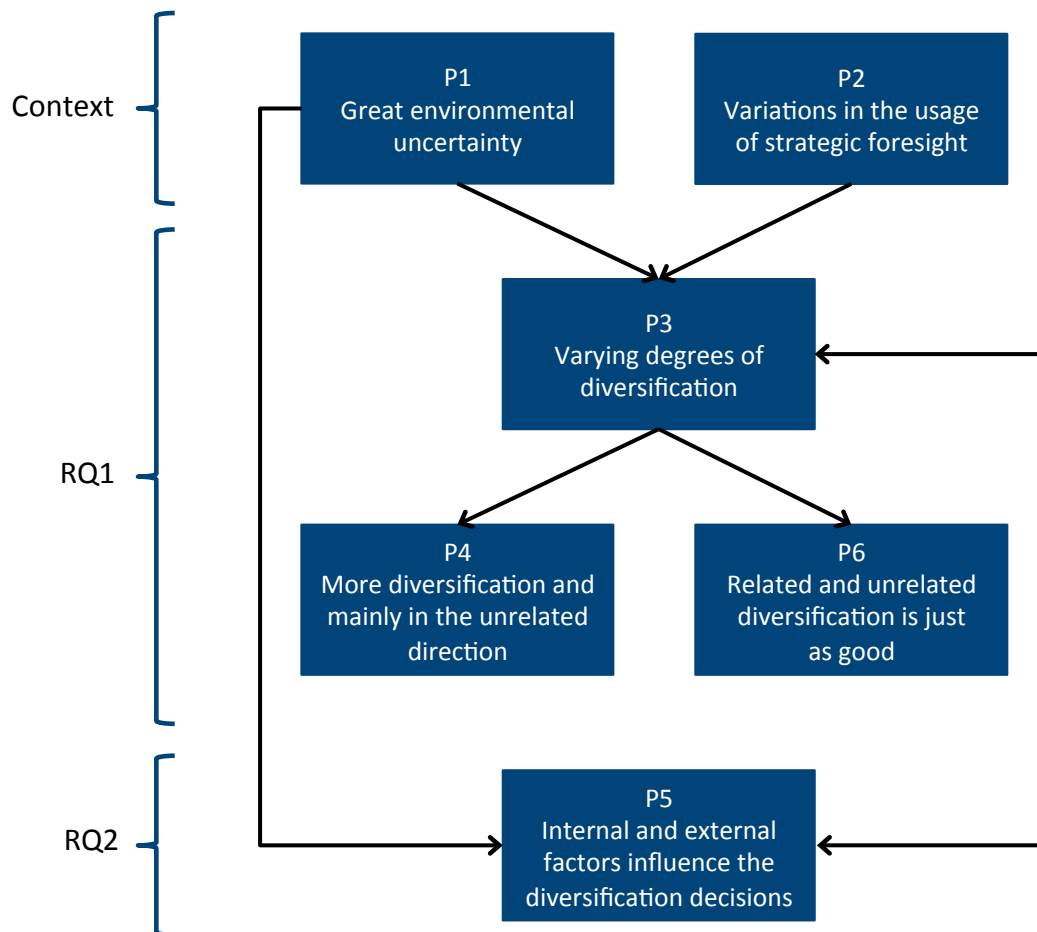 Context
P1
Great environmental
uncertainty
P2
Variations in the usage
of strategic foresight
RQ1
P3
Varying degrees of
diversification
P4
More diversification and
mainly in the unrelated
direction
P6
Related and unrelated
diversification is just
as good
RQ2
P5
Internal and external
factors influence the
diversification decisions